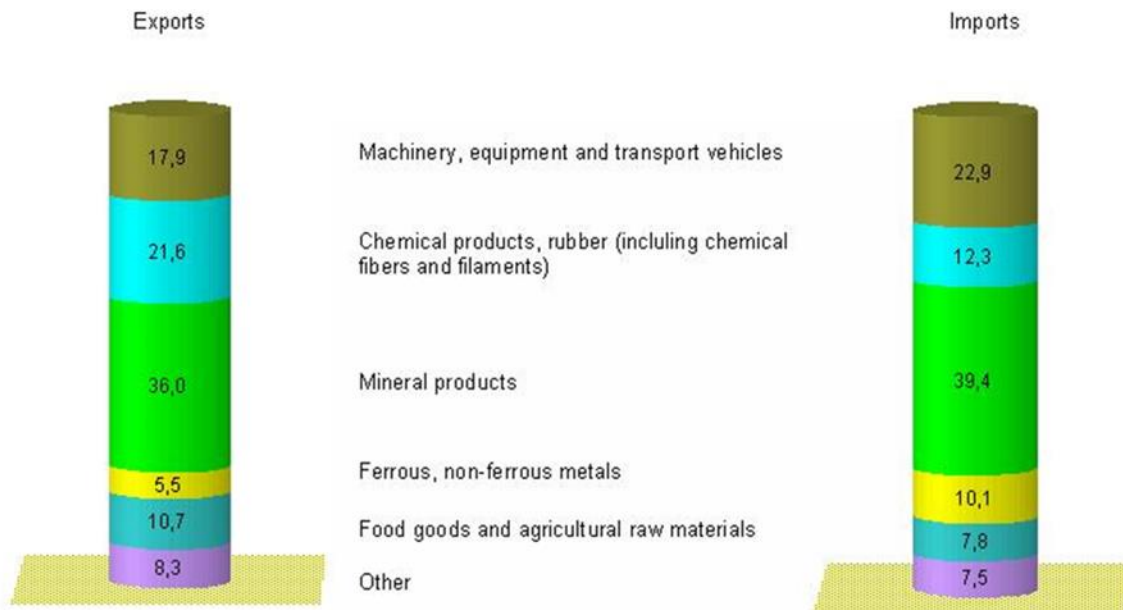 Exports
Imports
17,9
Machinery, equipment and transport vehicles
22,9
21,6
Chemical products, rubber (incluling chemical
fibers and filaments)
12,3
36,0
Mineral products
39,4
5,5
Ferrous, non-ferrous metals
10,1
10,7
Food goods and agricultural raw materials
7,8
8,3
Other
7,5